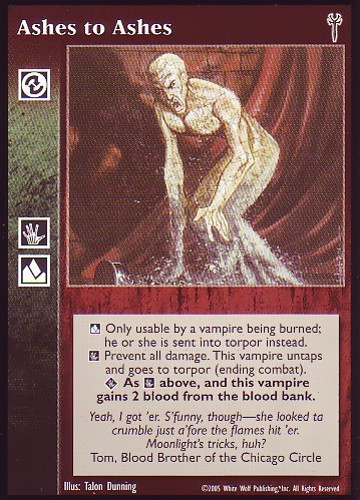 Ashes to Ashes
Only usable by a vampire being burned;
he or she is sent into torpor instead.
Prevent all damage. This vampire untaps
and goes to torpor (ending combat).
As above, and this vampire
gains 2 blood from the blood bank.
Yeah, I got 'er. S'funny, though—she looked ta
crumble just a'fore the flames hit 'er.
Moonlight's tricks, huh?
Tom, Blood Brother of the Chicago Circle
Illus: Talon Dunning
©2005 White Wolf Publishing, Inc. All Rights Reserved.